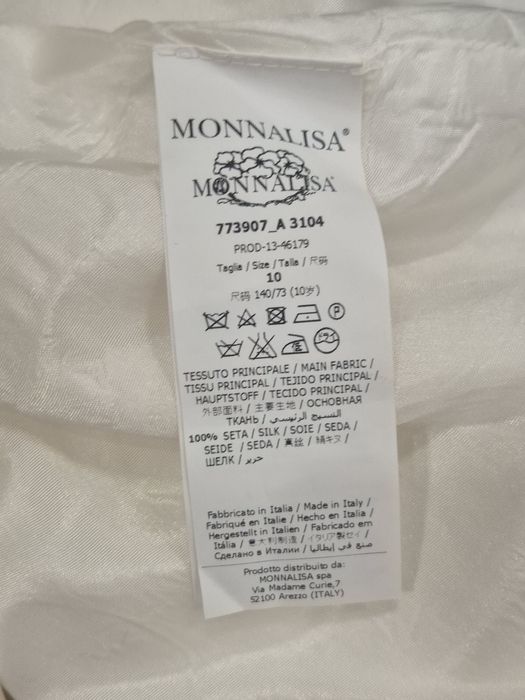 MONNALISA®
MONNALISA
773907_A 3104
PROD-13-46179
Taglia / Size / Talla / 尺码
10
尺码 140/73 (10岁)
P
TESSUTO PRINCIPALE / MAIN FABRIC /
TISSU PRINCIPAL / TEJIDO PRINCIPAL /
HAUPTSTOFF / TECIDO PRINCIPAL /
外部面料 / 主要生地 / ОСНОВНАЯ
ТКАНЬ / النسيج الرئيسي /
100% SETA / SILK / SOIE / SEDA /
SEIDE / SEDA / 真丝 / 絹キヌ /
ШЕЛК / حرير
Fabbricato in Italia / Made in Italy /
Fabriqué en Italie / Hecho en Italia /
Hergestellt in Italien / Fabricado em
Itália / 意大利制造 / イタリア製セイ /
Сделано в Италии / صنع في إيطاليا /
Prodotto distribuito da:
MONNALISA spa
Via Madame Curie,7
52100 Arezzo (ITALY)